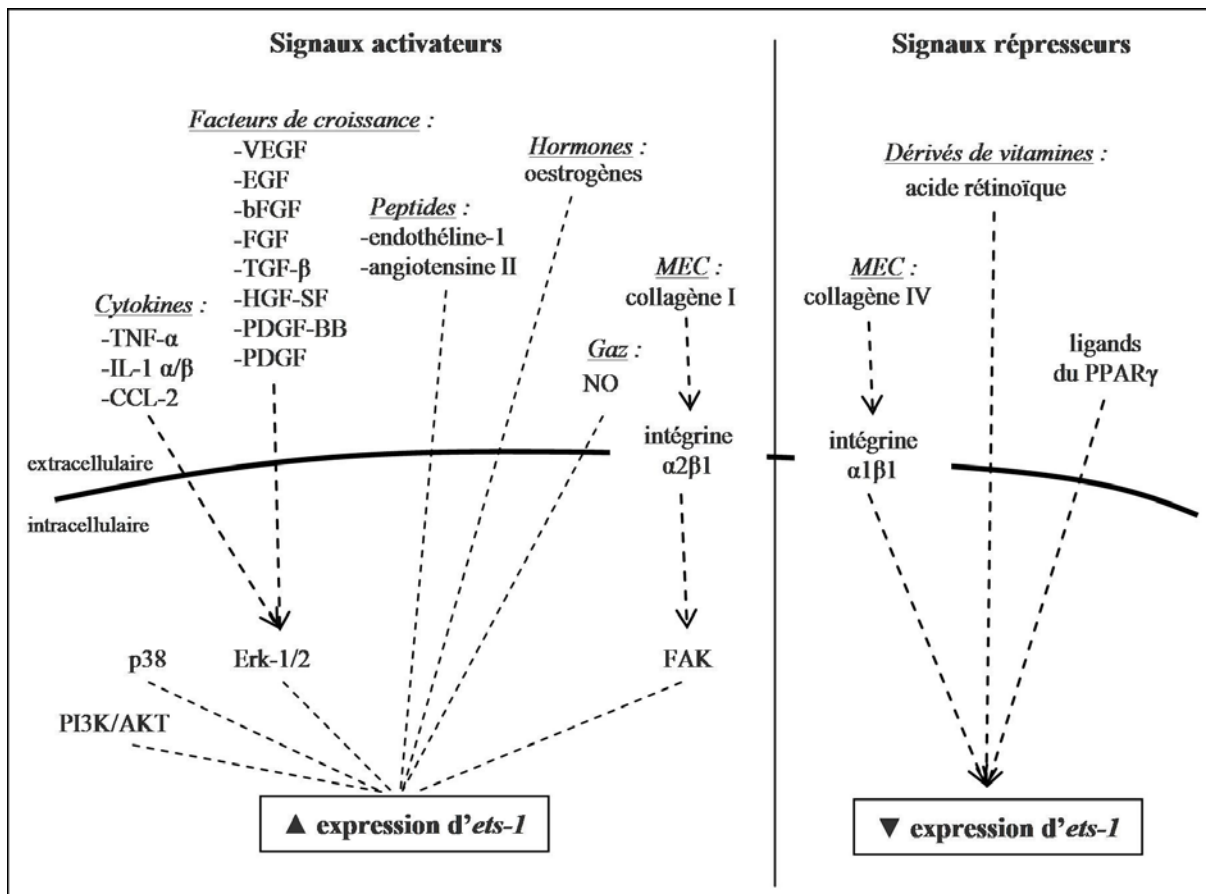 Signaux activateurs
Facteurs de croissance :
-VEGF
-EGF
-bFGF
-FGF
-TGF-β
-HGF-SF
-PDGF-BB
-PDGF
Cytokines :
-TNF-α
-IL-1 α/β
-CCL-2
Peptides :
-endothéline-1
-angiotensine II
Hormones :
oestrogènes
Gaz :
NO
MEC :
collagène I
intégrine
α2β1
extracellulaire
intracellulaire
p38
Erk-1/2
FAK
PI3K/AKT
▲ expression d’ets-1
Signaux répresseurs
Dérivés de vitamines :
acide rétinoïque
MEC :
collagène IV
ligands
du PPARγ
intégrine
α1β1
▼ expression d’ets-1